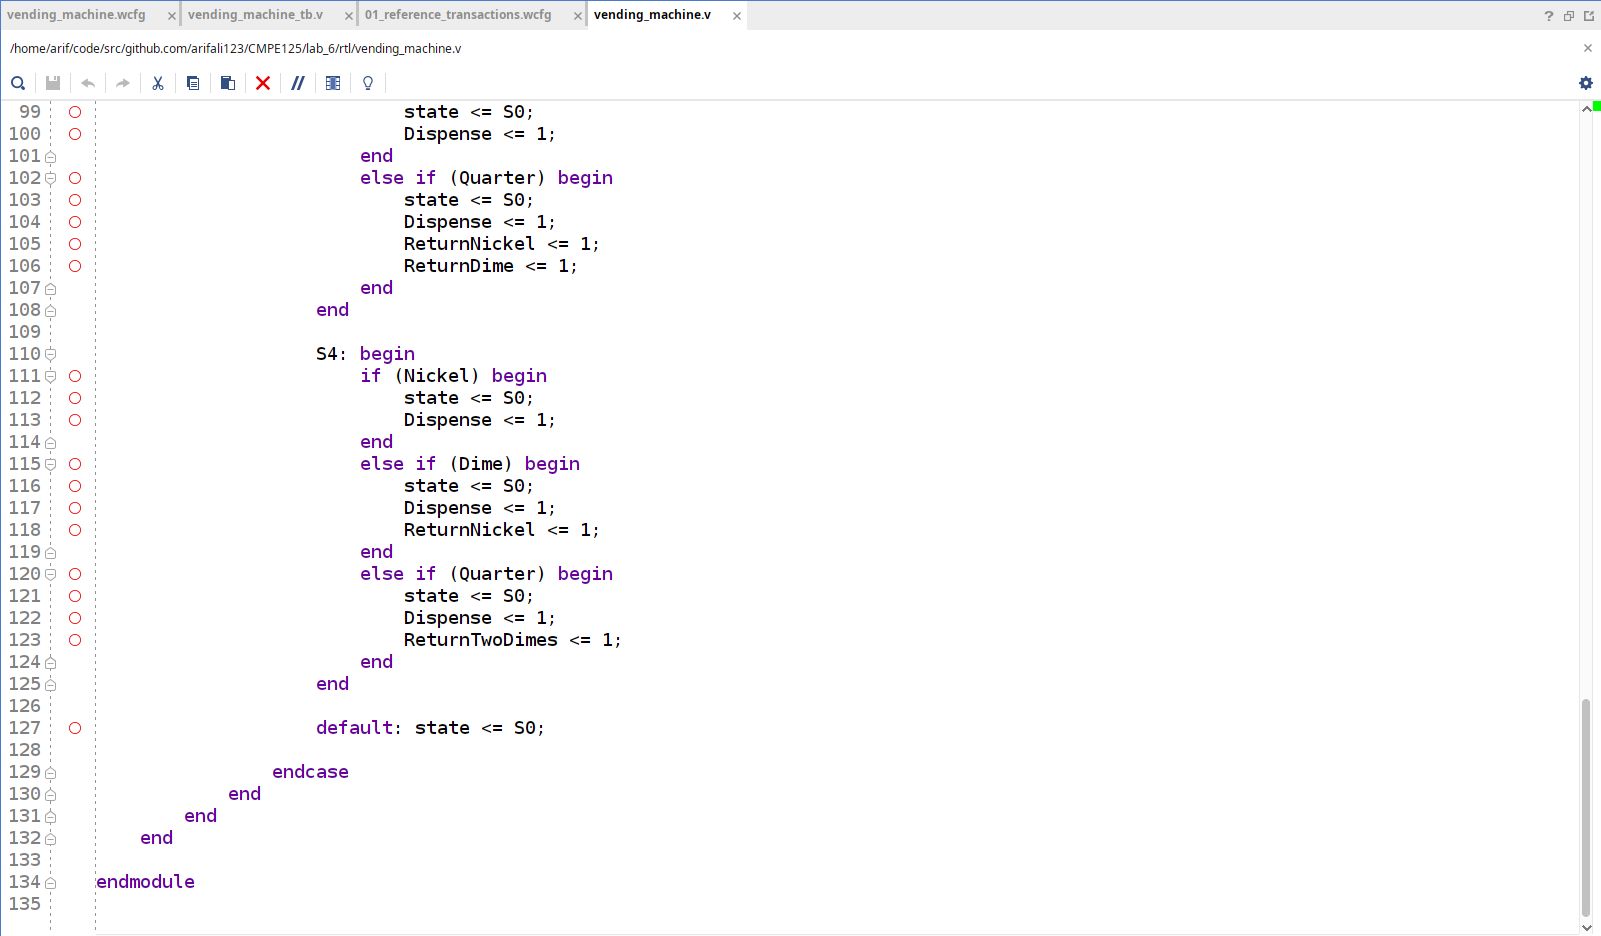 vending_machine.wcfg vending_machine_tb.v 01_reference_transactions.wcfg vending_machine.v
/home/arif/code/src/github.com/arifali123/CMPE125/lab_6/rtl/vending_machine.v
99 state <= S0;
100 Dispense <= 1;
101 end
102 else if (Quarter) begin
103 state <= S0;
104 Dispense <= 1;
105 ReturnNickel <= 1;
106 ReturnDime <= 1;
107 end
108 end
109
110 S4: begin
111 if (Nickel) begin
112 state <= S0;
113 Dispense <= 1;
114 end
115 else if (Dime) begin
116 state <= S0;
117 Dispense <= 1;
118 ReturnNickel <= 1;
119 end
120 else if (Quarter) begin
121 state <= S0;
122 Dispense <= 1;
123 ReturnTwoDimes <= 1;
124 end
125 end
126
127 default: state <= S0;
128
129 endcase
130 end
131 end
132 end
133
134 endmodule
135